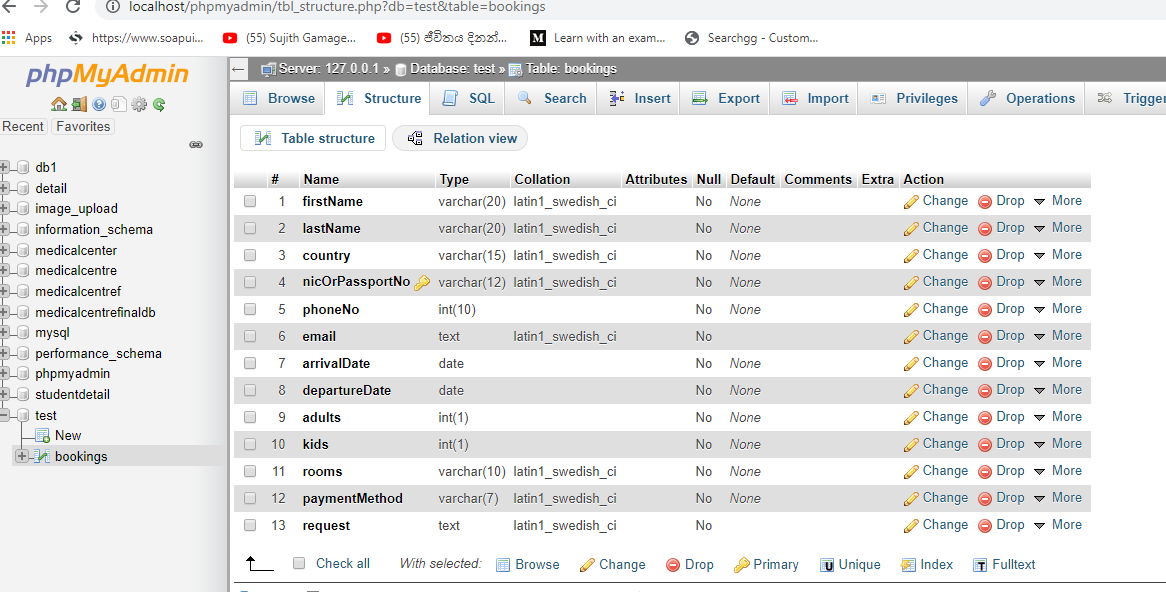 localhost/phpmyadmin/tbl_structure.php?db=test&table=bookings
Apps https://www.soapui... (55) Sujith Gamage... (55) ජීවිතය දිනන්... M Learn with an exam... Searchgg - Custom...
phpMyAdmin
Recent Favorites
db1
detail
image_upload
information_schema
medicalcenter
medicalcentre
medicalcentref
medicalcentrefinaldb
mysql
performance_schema
phpmyadmin
studentdetail
test
New
bookings
Server: 127.0.0.1 » Database: test » Table: bookings
Browse Structure SQL Search Insert Export Import Privileges Operations Trigger
Table structure Relation view
# Name Type Collation Attributes Null Default Comments Extra Action
1 firstName varchar(20) latin1_swedish_ci No None Change Drop More
2 lastName varchar(20) latin1_swedish_ci No None Change Drop More
3 country varchar(15) latin1_swedish_ci No None Change Drop More
4 nicOrPassportNo varchar(12) latin1_swedish_ci No None Change Drop More
5 phoneNo int(10) No Change Drop More
6 email text latin1_swedish_ci No Change Drop More
7 arrivalDate date No None Change Drop More
8 departureDate date No None Change Drop More
9 adults int(1) No None Change Drop More
10 kids int(1) No None Change Drop More
11 rooms varchar(10) latin1_swedish_ci No None Change Drop More
12 paymentMethod varchar(7) latin1_swedish_ci No None Change Drop More
13 request text latin1_swedish_ci No Change Drop More
Check all With selected: Browse Change Drop Primary U Unique Index T Fulltext